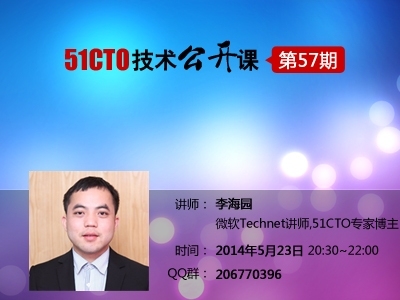 51CTO技术公开课 第57期
讲师： 李海园
微软Technet讲师,51CTO专家博主
时间： 2014年5月23日 20:30~22:00
QQ群： 206770396